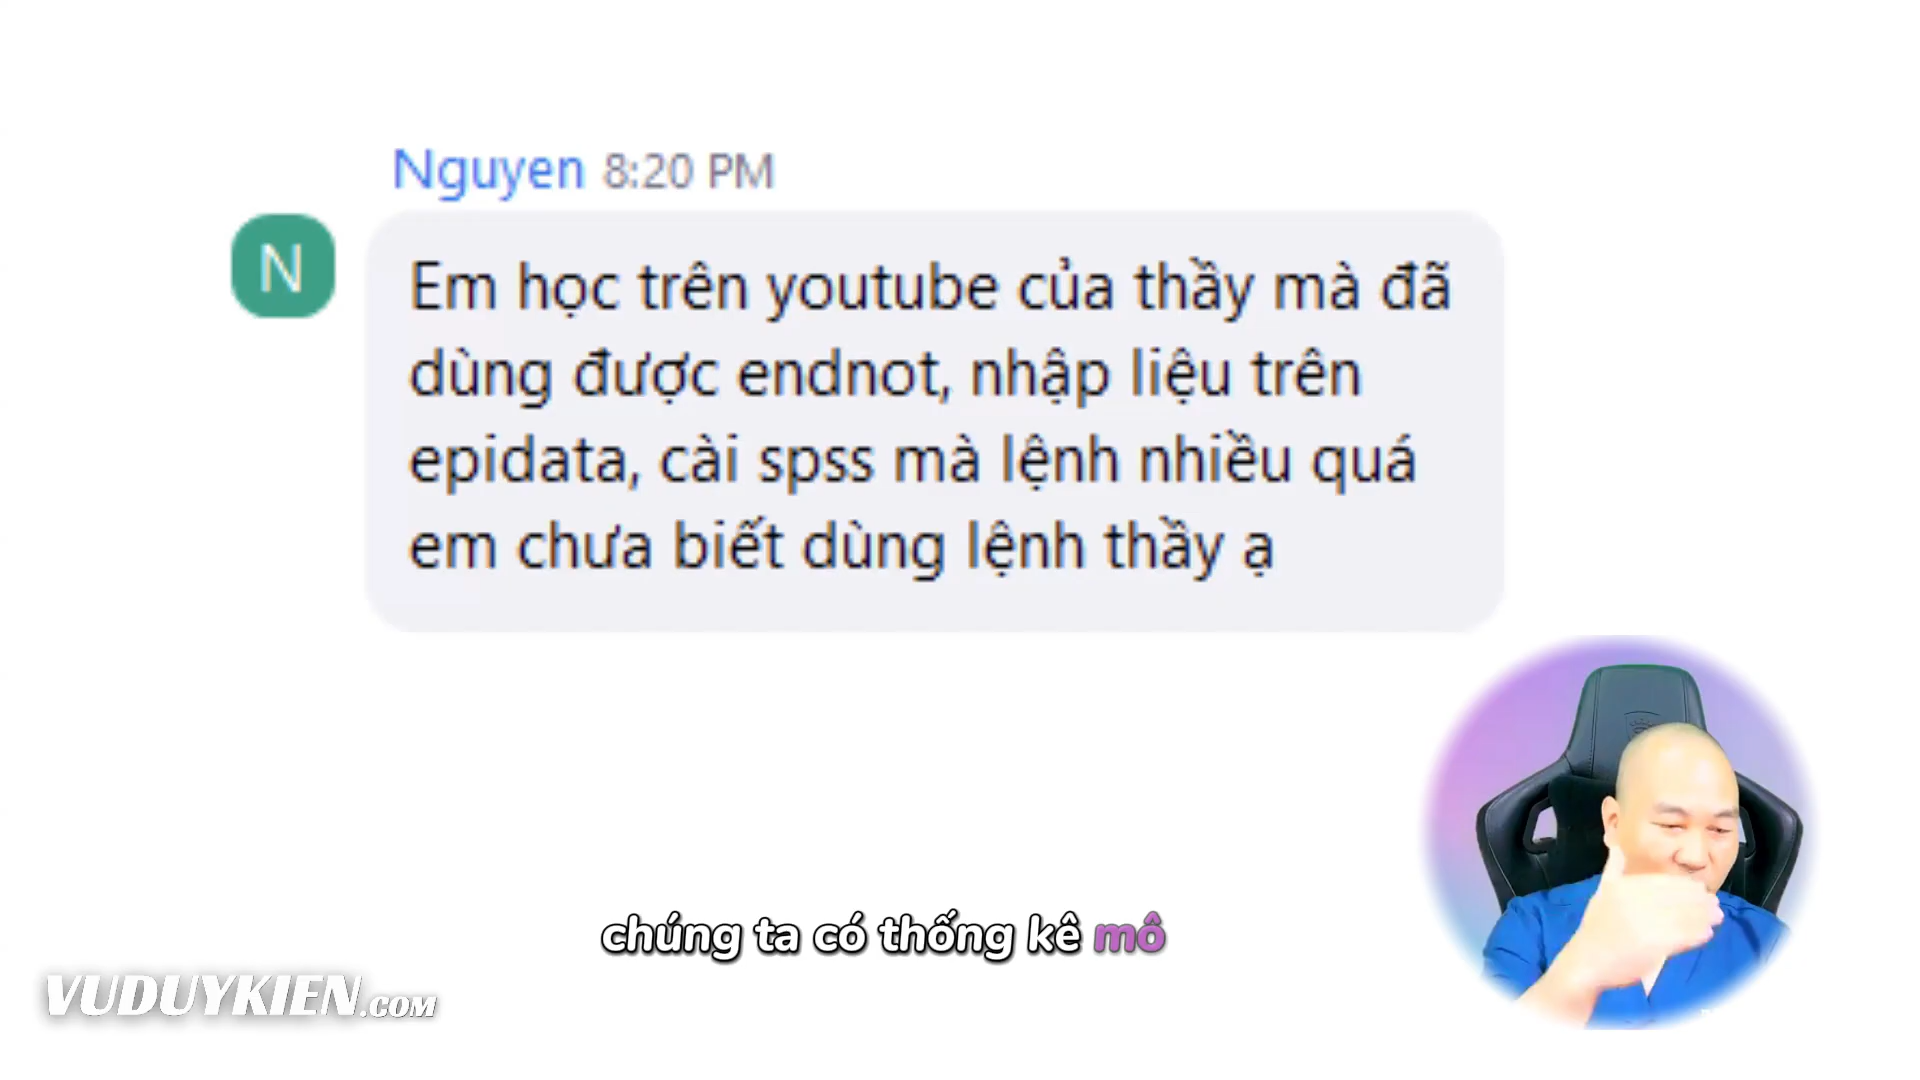 Nguyen 8:20 PM
N
Em học trên youtube của thầy mà đã
dùng được endnot, nhập liệu trên
epidata, cài spss mà lệnh nhiều quá
em chưa biết dùng lệnh thầy ạ
chúng ta có thống kê mô
VUDUYKIEN.COM